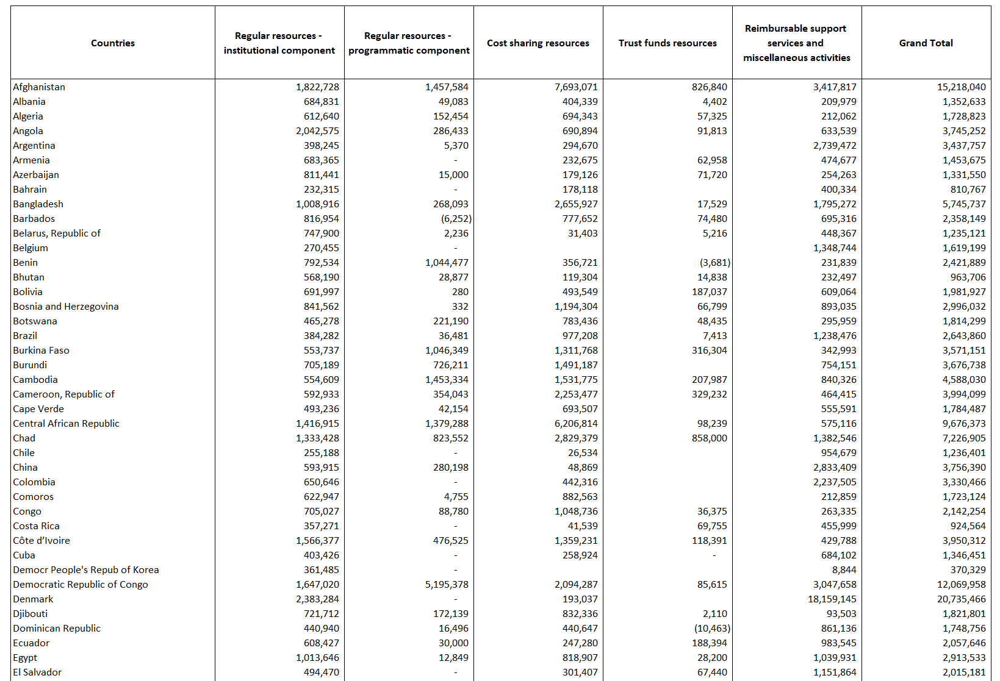 Countries Regular resources - institutional component Regular resources - programmatic component Cost sharing resources Trust funds resources Reimbursable support services and miscellaneous activities Grand Total
Afghanistan 1,822,728 1,457,584 7,693,071 826,840 3,417,817 15,218,040
Albania 684,831 49,083 404,339 4,402 209,979 1,352,633
Algeria 612,640 152,454 694,343 57,325 212,062 1,728,823
Angola 2,042,575 286,433 690,894 91,813 633,539 3,745,252
Argentina 398,245 5,370 294,670 2,739,472 3,437,757
Armenia 683,365 - 232,675 62,958 474,677 1,453,675
Azerbaijan 811,441 15,000 179,126 71,720 254,263 1,331,550
Bahrain 232,315 - 178,118 400,334 810,767
Bangladesh 1,008,916 268,093 2,655,927 17,529 1,795,272 5,745,737
Barbados 816,954 (6,252) 777,652 74,480 695,316 2,358,149
Belarus, Republic of 747,900 2,236 31,403 5,216 448,367 1,235,121
Belgium 270,455 - 1,348,744 1,619,199
Benin 792,534 1,044,477 356,721 (3,681) 231,839 2,421,889
Bhutan 568,190 28,877 119,304 14,838 232,497 963,706
Bolivia 691,997 280 493,549 187,037 609,064 1,981,927
Bosnia and Herzegovina 841,562 332 1,194,304 66,799 893,035 2,996,032
Botswana 465,278 221,190 783,436 48,435 295,959 1,814,299
Brazil 384,282 36,481 977,208 7,413 1,238,476 2,643,860
Burkina Faso 553,737 1,046,349 1,311,768 316,304 342,993 3,571,151
Burundi 705,189 726,211 1,491,187 754,151 3,676,738
Cambodia 554,609 1,453,334 1,531,775 207,987 840,326 4,588,030
Cameroon, Republic of 592,933 354,043 2,253,477 329,232 464,415 3,994,099
Cape Verde 493,236 42,154 693,507 555,591 1,784,487
Central African Republic 1,416,915 1,379,288 6,206,814 98,239 575,116 9,676,373
Chad 1,333,428 823,552 2,829,379 858,000 1,382,546 7,226,905
Chile 255,188 - 26,534 954,679 1,236,401
China 593,915 280,198 48,869 2,833,409 3,756,390
Colombia 650,646 - 442,316 2,237,505 3,330,466
Comoros 622,947 4,755 882,563 212,859 1,723,124
Congo 705,027 88,780 1,048,736 36,375 263,335 2,142,254
Costa Rica 357,271 - 41,539 69,755 455,999 924,564
Côte d’Ivoire 1,566,377 476,525 1,359,231 118,391 429,788 3,950,312
Cuba 403,426 - 258,924 - 684,102 1,346,451
Democr People's Repub of Korea 361,485 - 8,844 370,329
Democratic Republic of Congo 1,647,020 5,195,378 2,094,287 85,615 3,047,658 12,069,958
Denmark 2,383,284 - 193,037 18,159,145 20,735,466
Djibouti 721,712 172,139 832,336 2,110 93,503 1,821,801
Dominican Republic 440,940 16,496 440,647 (10,463) 861,136 1,748,756
Ecuador 608,427 30,000 247,280 188,394 983,545 2,057,646
Egypt 1,013,646 12,849 818,907 28,200 1,039,931 2,913,533
El Salvador 494,470 - 301,407 67,440 1,151,864 2,015,181